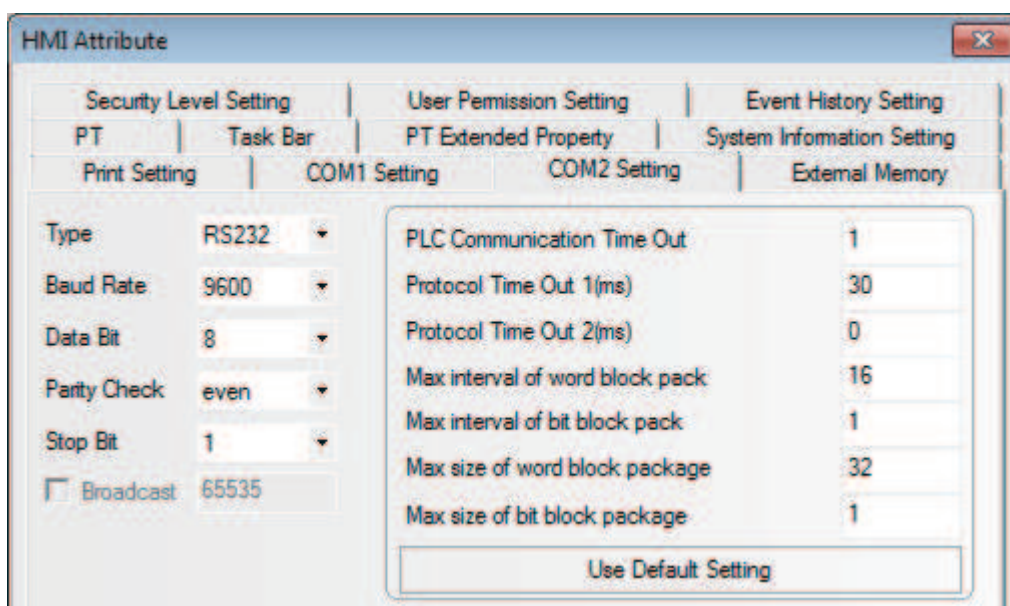 HMI Attribute
Security Level Setting User Permission Setting Event History Setting
PT Task Bar PT Extended Property System Information Setting
Print Setting COM1 Setting COM2 Setting External Memory
Type RS232
Baud Rate 9600
Data Bit 8
Parity Check even
Stop Bit 1
Broadcast 65535
PLC Communication Time Out 1
Protocol Time Out 1(ms) 30
Protocol Time Out 2(ms) 0
Max interval of word block pack 16
Max interval of bit block pack 1
Max size of word block package 32
Max size of bit block package 1
Use Default Setting